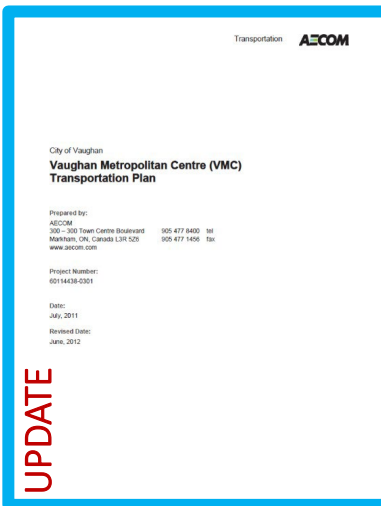 Transportation AECOM
City of Vaughan
Vaughan Metropolitan Centre (VMC)
Transportation Plan
Prepared by:
AECOM
300 – 300 Town Centre Boulevard 905 477 8400 tel
Markham, ON, Canada L3R 5Z6 905 477 1456 fax
www.aecom.com
Project Number:
60114438-0301
Date:
July, 2011
Revised Date:
June, 2012
UPDATE